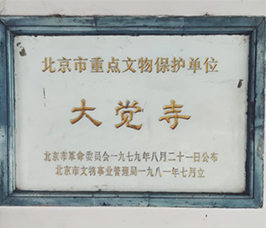 北京市重点文物保护单位
大觉寺
北京市革命委员会一九七九年八月二十一日公布
北京市文物事业管理局一九八一年七月立